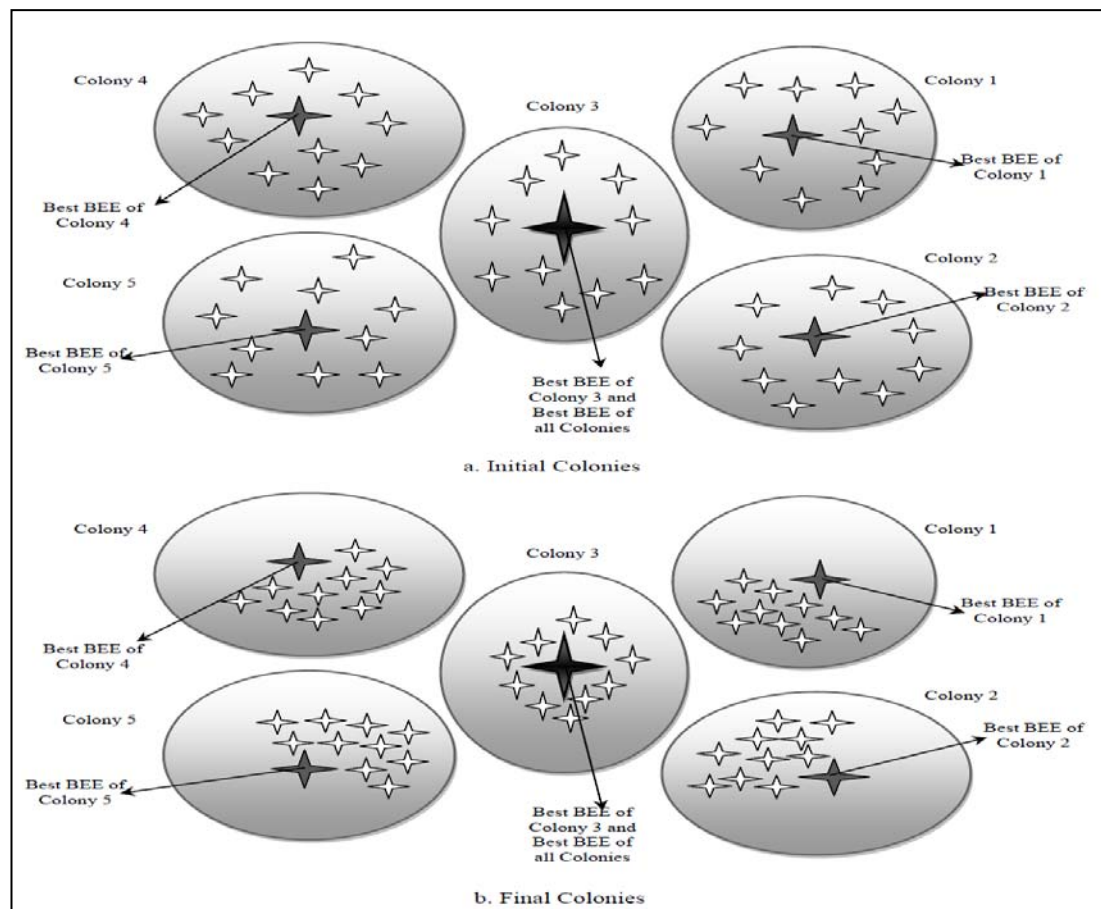 Colony 4
Colony 3
Colony 1
Best BEE of
Colony 1
Best BEE of
Colony 4
Colony 5
Colony 2
Best BEE of
Colony 2
Best BEE of
Colony 5
Best BEE of
Colony 3 and
Best BEE of
all Colonies
a. Initial Colonies
Colony 4
Colony 3
Colony 1
Best BEE of
Colony 1
Best BEE of
Colony 4
Colony 5
Colony 2
Best BEE of
Colony 2
Best BEE of
Colony 5
Best BEE of
Colony 3 and
Best BEE of
all Colonies
b. Final Colonies